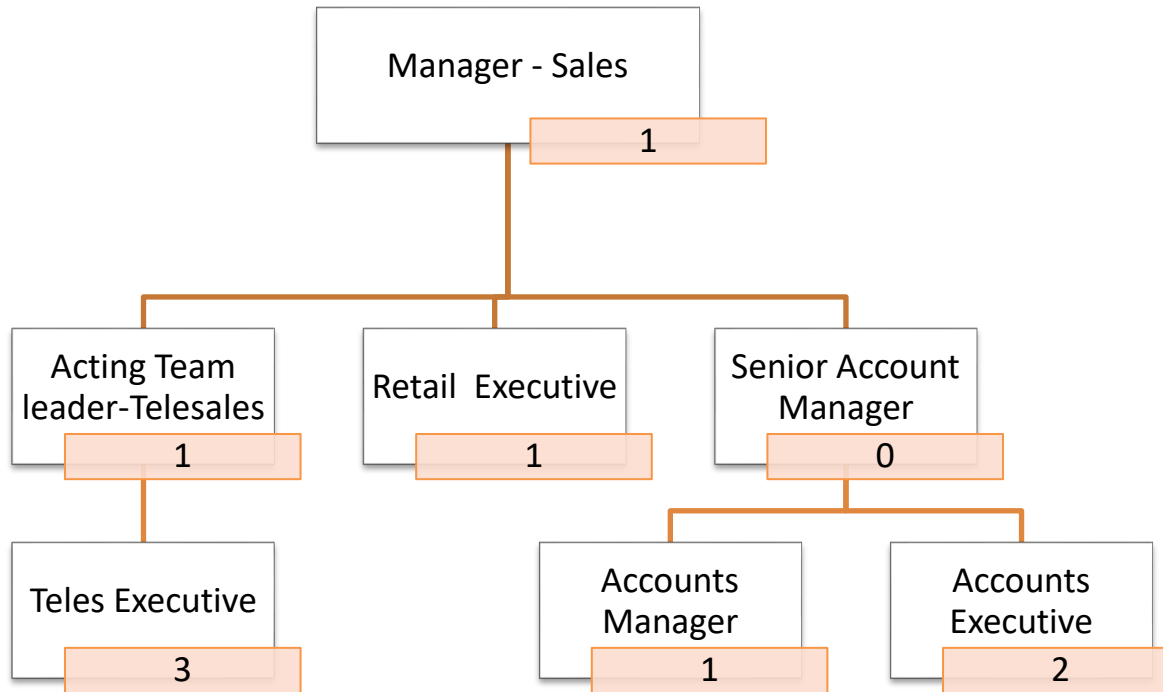 Manager - Sales
1
Acting Team
leader-Telesales
1
Retail  Executive
1
Senior Account
Manager
0
Teles Executive
3
Accounts
Manager
1
Accounts
Executive
2